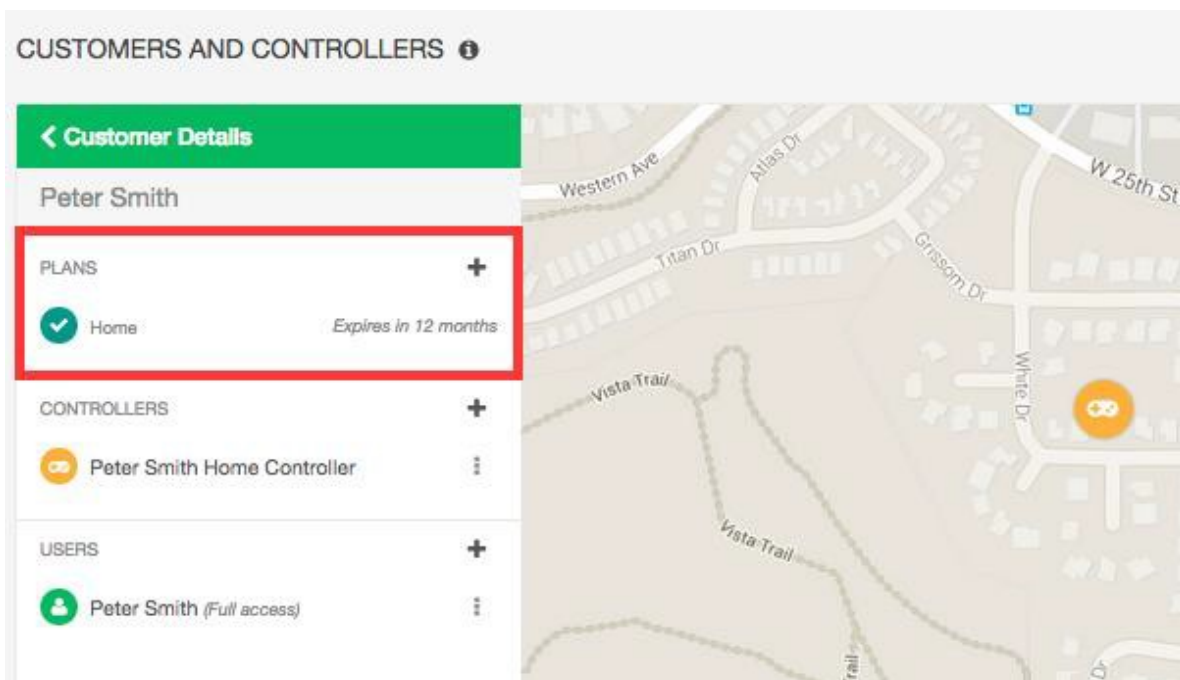 CUSTOMERS AND CONTROLLERS
Customer Details
Peter Smith
PLANS
Home Expires in 12 months
CONTROLLERS
Peter Smith Home Controller
USERS
Peter Smith (Full access)
Western Ave
Atlas Dr
W 25th St
Titan Dr
Grissom Dr
Vista Trail
White Dr
Vista Trail
rail
Dr